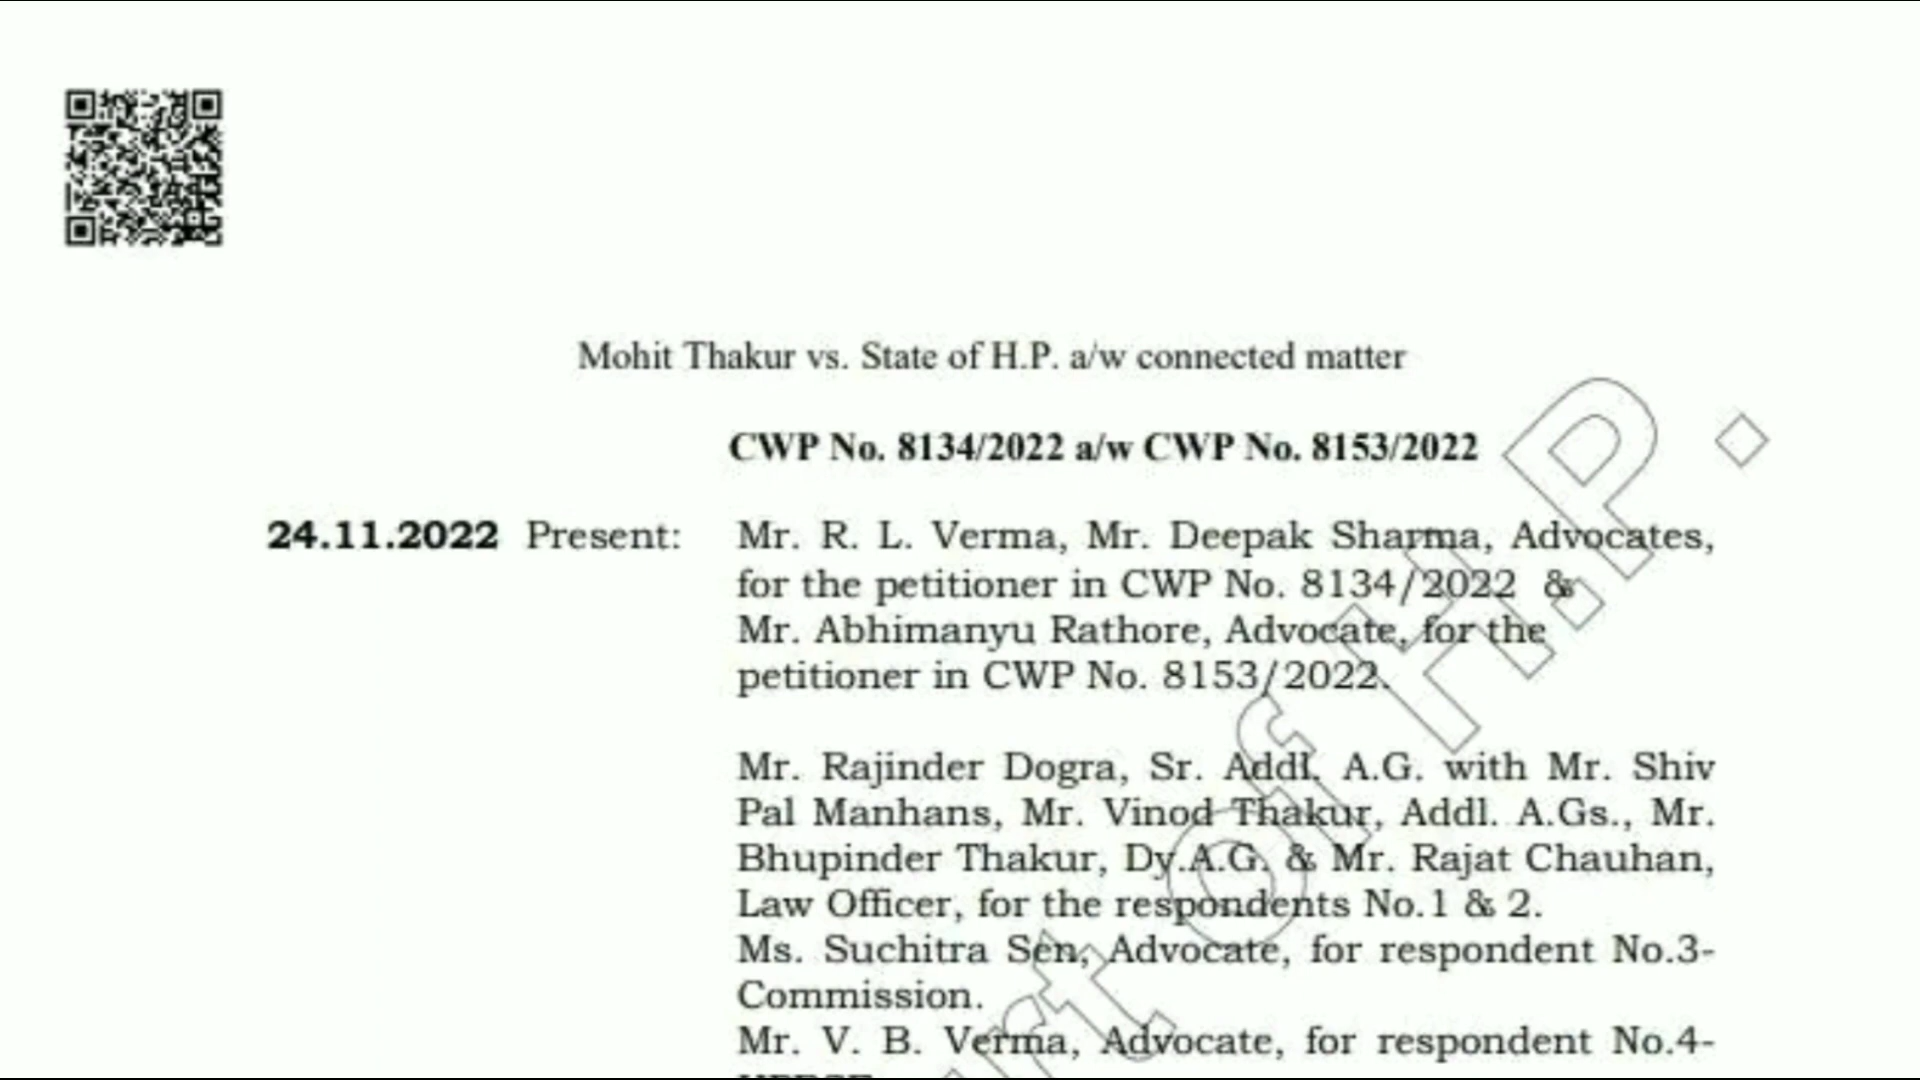 Mohit Thakur vs. State of H.P. a/w connected matter
CWP No. 8134/2022 a/w CWP No. 8153/2022
24.11.2022 Present: Mr. R. L. Verma, Mr. Deepak Sharma, Advocates,
for the petitioner in CWP No. 8134/2022 &
Mr. Abhimanyu Rathore, Advocate, for the
petitioner in CWP No. 8153/2022.
Mr. Rajinder Dogra, Sr. Addl. A.G. with Mr. Shiv
Pal Manhans, Mr. Vinod Thakur, Addl. A.Gs., Mr.
Bhupinder Thakur, Dy.A.G. & Mr. Rajat Chauhan,
Law Officer, for the respondents No.1 & 2.
Ms. Suchitra Sen, Advocate, for respondent No.3-
Commission.
Mr. V. B. Verma, Advocate, for respondent No.4-
of H.P.